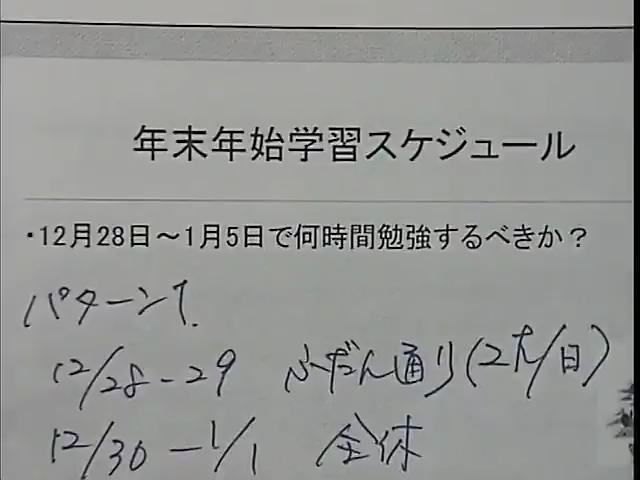 年末年始学習スケジュール
・12月28日～1月5日で何時間勉強するべきか？
パターン1.
12/28-29 ふだん通り(2h/日)
12/30-1/1 全休